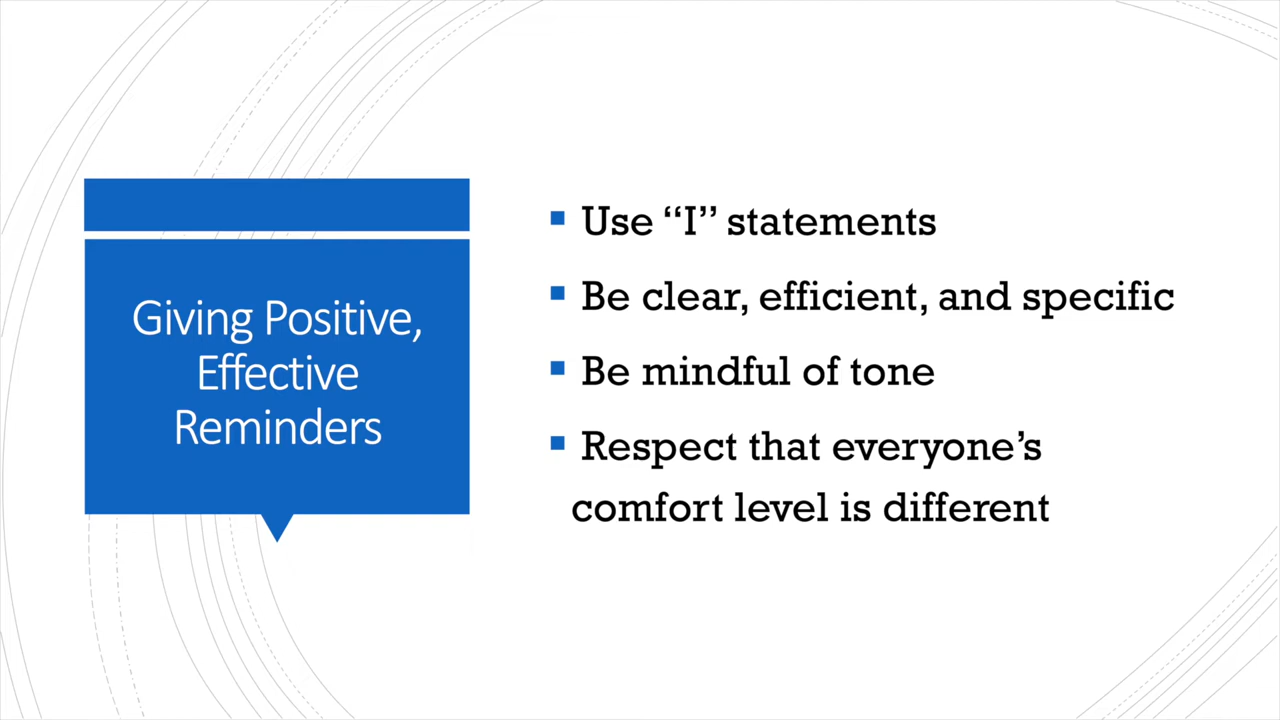 Giving Positive,
Effective
Reminders
▪ Use “I” statements
▪ Be clear, efficient, and specific
▪ Be mindful of tone
▪ Respect that everyone’s
comfort level is different